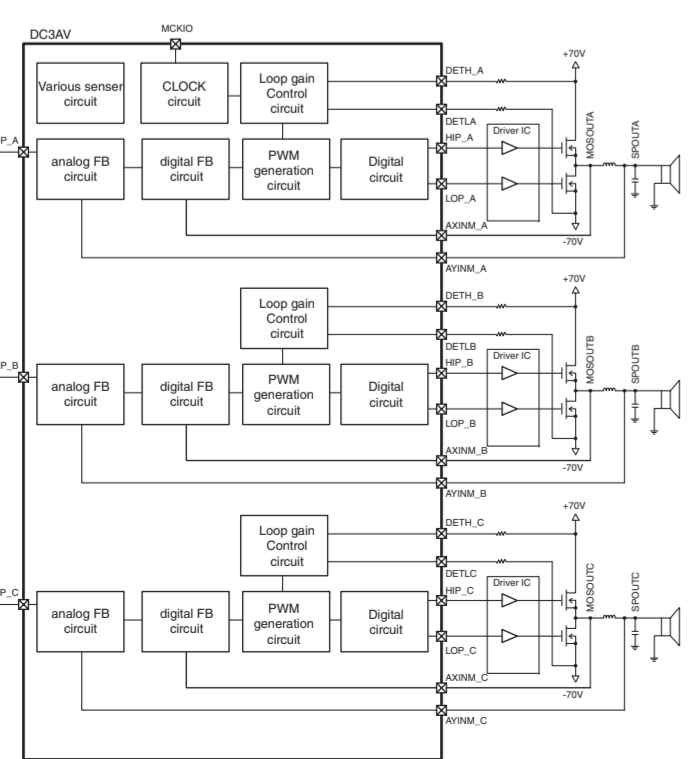 DC3AV
MCKIO
Various senser
circuit
CLOCK
circuit
Loop gain
Control
circuit
DETH_A
+70V
DETLA
P_A
analog FB
circuit
digital FB
circuit
PWM
generation
circuit
Digital
circuit
HIP_A
Driver IC
MOSOUTA
SPOUTA
LOP_A
AXINM_A
-70V
AYINM_A
Loop gain
Control
circuit
DETH_B
+70V
DETLB
P_B
analog FB
circuit
digital FB
circuit
PWM
generation
circuit
Digital
circuit
HIP_B
Driver IC
MOSOUTB
SPOUTB
LOP_B
AXINM_B
-70V
AYINM_B
Loop gain
Control
circuit
DETH_C
+70V
DETLC
P_C
analog FB
circuit
digital FB
circuit
PWM
generation
circuit
Digital
circuit
HIP_C
Driver IC
MOSOUTC
SPOUTC
LOP_C
AXINM_C
-70V
AYINM_C